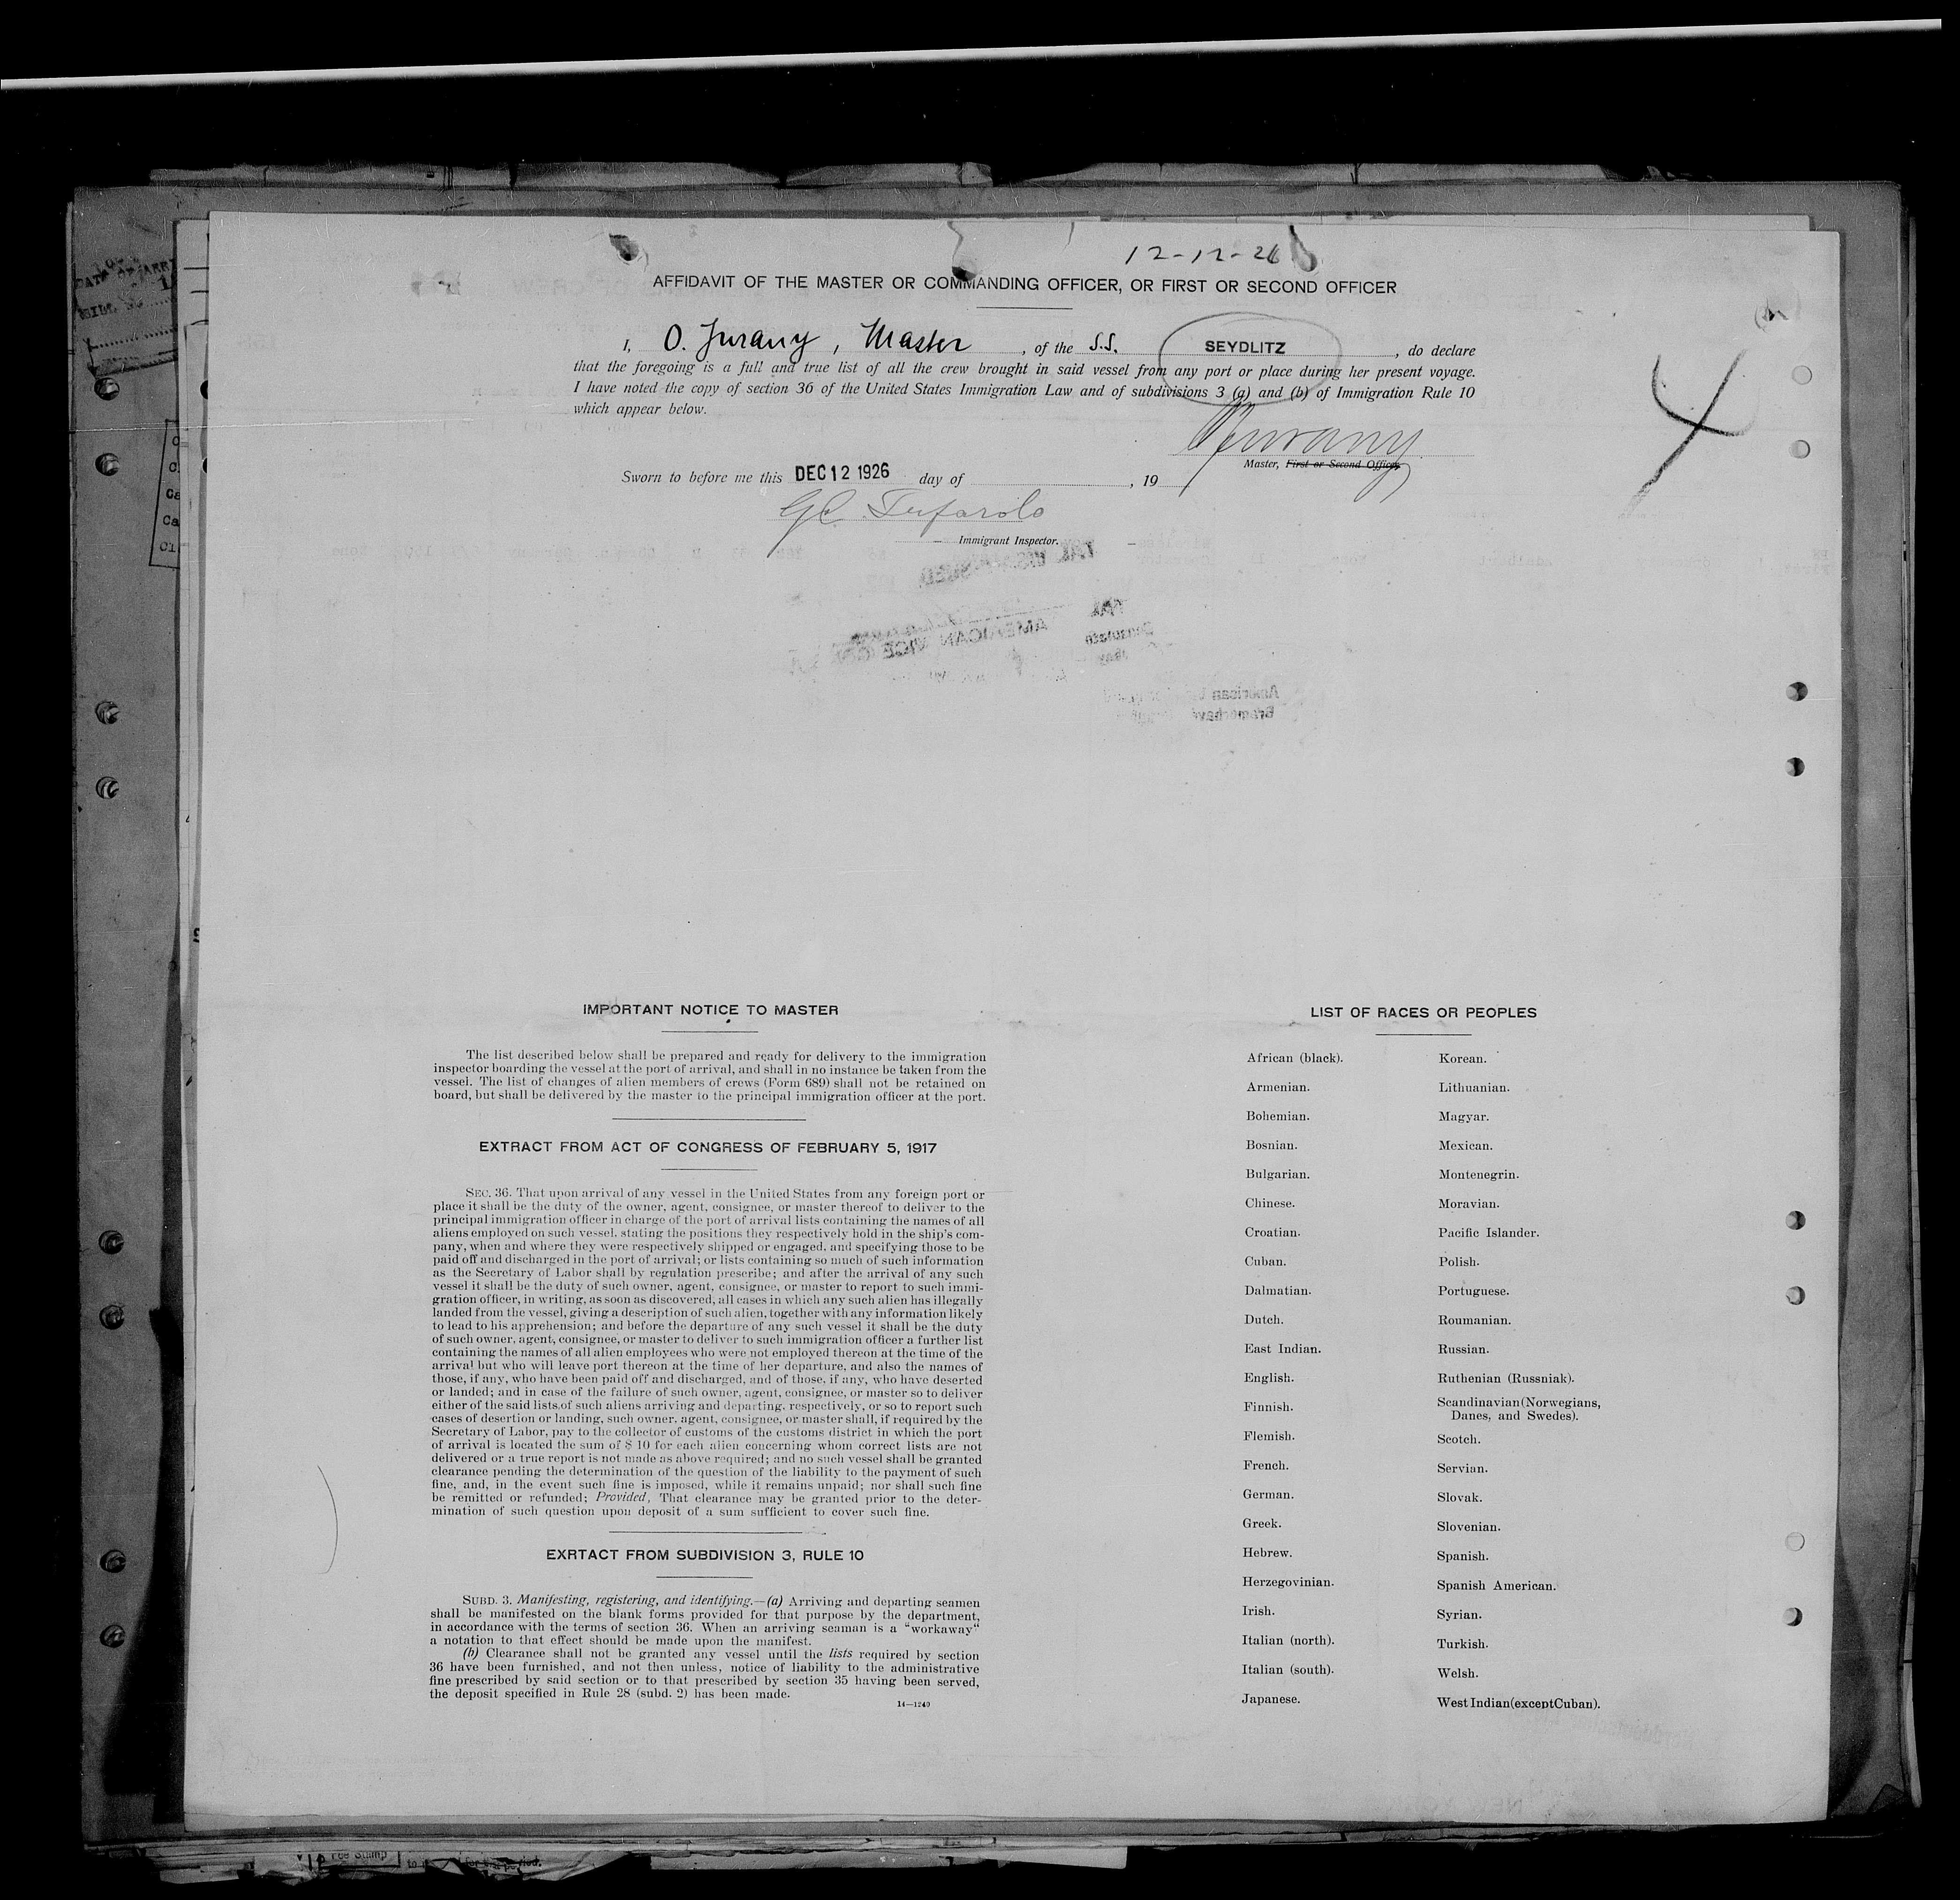 12-12-26
AFFIDAVIT OF THE MASTER OR COMMANDING OFFICER, OR FIRST OR SECOND OFFICER
I, O. Jurany, Master, of the S.S. SEYDLITZ, do declare
that the foregoing is a full and true list of all the crew brought in said vessel from any port or place during her present voyage.
I have noted the copy of section 36 of the United States Immigration Law and of subdivisions 3 (a) and (b) of Immigration Rule 10
which appear below.
Master, First or Second Officer.
Sworn to before me this DEC 12 1926 day of , 19
Immigrant Inspector.
IMPORTANT NOTICE TO MASTER
The list described below shall be prepared and ready for delivery to the immigration
inspector boarding the vessel at the port of arrival, and shall in no instance be taken from the
vessel. The list of changes of alien members of crews (Form 689) shall not be retained on
board, but shall be delivered by the master to the principal immigration officer at the port.
EXTRACT FROM ACT OF CONGRESS OF FEBRUARY 5, 1917
SEC. 36. That upon arrival of any vessel in the United States from any foreign port or
place it shall be the duty of the owner, agent, consignee, or master thereof to deliver to the
principal immigration officer in charge of the port of arrival lists containing the names of all
aliens employed on such vessel. stating the positions they respectively hold in the ship's com-
pany, when and where they were respectively shipped or engaged, and specifying those to be
paid off and discharged in the port of arrival; or lists containing so much of such information
as the Secretary of Labor shall by regulation prescribe; and after the arrival of any such
vessel it shall be the duty of such owner, agent, consignee, or master to report to such immi-
gration officer, in writing, as soon as discovered, all cases in which any such alien has illegally
landed from the vessel, giving a description of such alien, together with any information likely
to lead to his apprehension; and before the departure of any such vessel it shall be the duty
of such owner, agent, consignee, or master to deliver to such immigration officer a further list
containing the names of all alien employees who were not employed thereon at the time of the
arrival but who will leave port thereon at the time of her departure, and also the names of
those, if any, who have been paid off and discharged, and of those, if any, who have deserted
or landed; and in case of the failure of such owner, agent, consignee, or master so to deliver
either of the said lists of such aliens arriving and departing, respectively, or so to report such
cases of desertion or landing, such owner, agent, consignee, or master shall, if required by the
Secretary of Labor, pay to the collector of customs of the customs district in which the port
of arrival is located the sum of $ 10 for each alien concerning whom correct lists are not
delivered or a true report is not made as above required; and no such vessel shall be granted
clearance pending the determination of the question of the liability to the payment of such
fine, and, in the event such fine is imposed, while it remains unpaid; nor shall such fine
be remitted or refunded; Provided, That clearance may be granted prior to the deter-
mination of such question upon deposit of a sum sufficient to cover such fine.
EXRTACT FROM SUBDIVISION 3, RULE 10
SUBD. 3. Manifesting, registering, and identifying.—(a) Arriving and departing seamen
shall be manifested on the blank forms provided for that purpose by the department,
in accordance with the terms of section 36. When an arriving seaman is a "workaway"
a notation to that effect should be made upon the manifest.
(b) Clearance shall not be granted any vessel until the lists required by section
36 have been furnished, and not then unless, notice of liability to the administrative
fine prescribed by said section or to that prescribed by section 35 having been served,
the deposit specified in Rule 28 (subd. 2) has been made.
14—1240
LIST OF RACES OR PEOPLES
African (black).
Armenian.
Bohemian.
Bosnian.
Bulgarian.
Chinese.
Croatian.
Cuban.
Dalmatian.
Dutch.
East Indian.
English.
Finnish.
Flemish.
French.
German.
Greek.
Hebrew.
Herzegovinian.
Irish.
Italian (north).
Italian (south).
Japanese.
Korean.
Lithuanian.
Magyar.
Mexican.
Montenegrin.
Moravian.
Pacific Islander.
Polish.
Portuguese.
Roumanian.
Russian.
Ruthenian (Russniak).
Scandinavian (Norwegians,
Danes, and Swedes).
Scotch.
Servian.
Slovak.
Slovenian.
Spanish.
Spanish American.
Syrian.
Turkish.
Welsh.
West Indian (except Cuban).